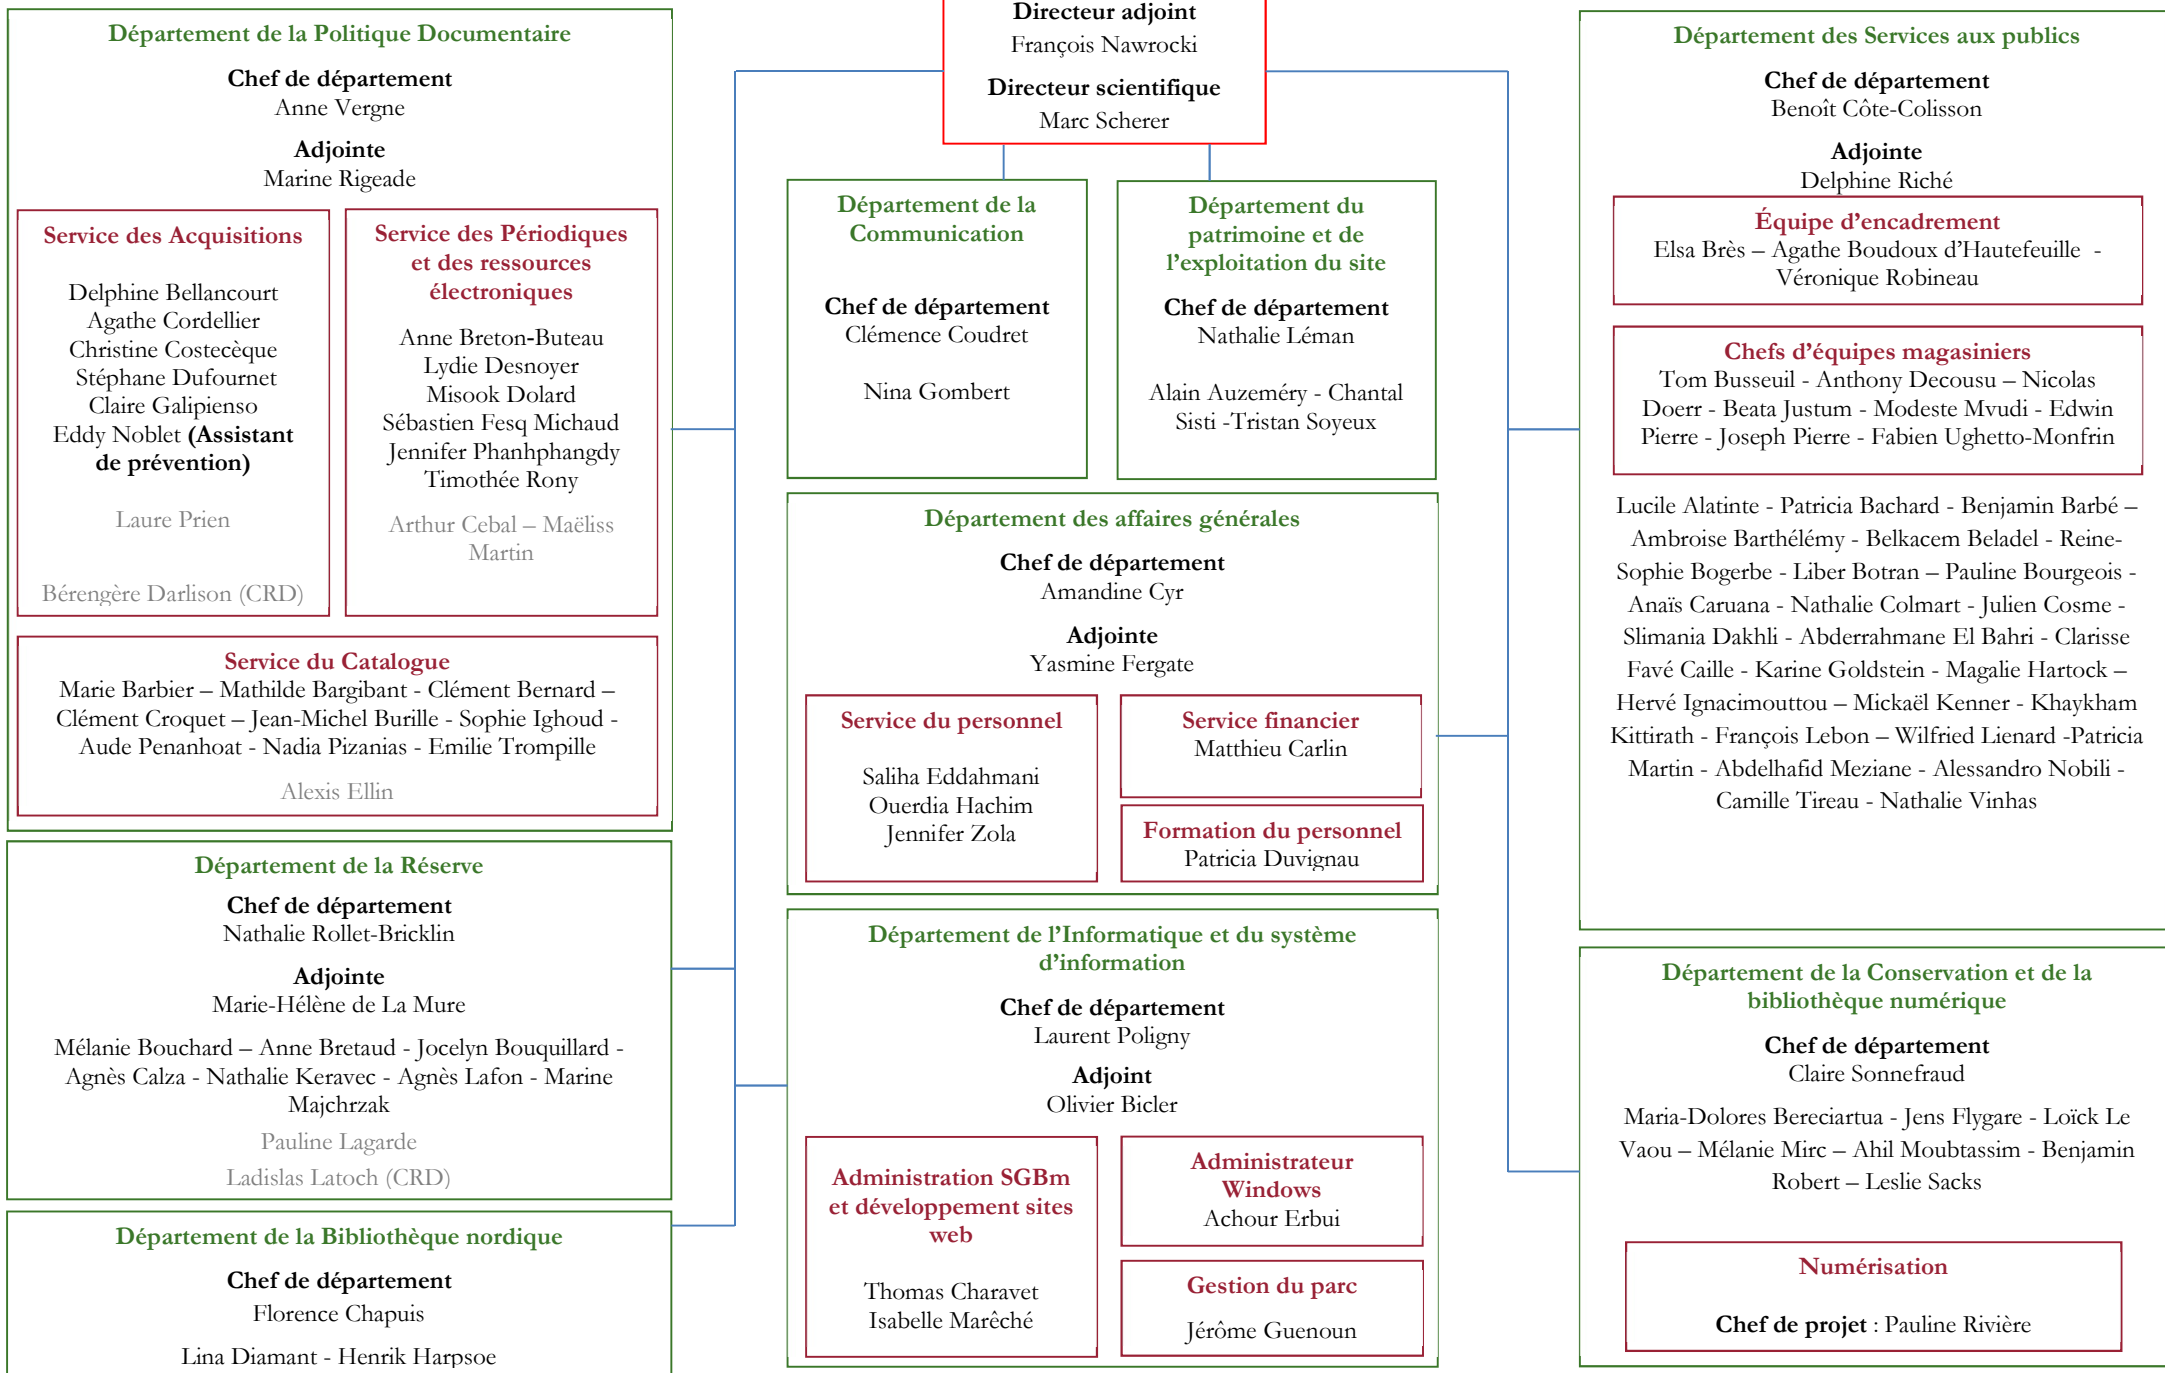 Département de la Politique Documentaire
Chef de département
Anne Vergne
Adjointe
Marine Rigeade
Service des Acquisitions
Delphine Bellancourt
Agathe Cordellier
Christine Costecèque
Stéphane Dufournet
Claire Galipienso
Eddy Noblet (Assistant
de prévention)
Laure Prien
Bérengère Darlison (CRD)
Service des Périodiques
et des ressources
électroniques
Anne Breton-Buteau
Lydie Desnoyer
Misook Dolard
Sébastien Fesq Michaud
Jennifer Phanhphangdy
Timothée Rony
Arthur Cebal – Maëliss
Martin
Service du Catalogue
Marie Barbier – Mathilde Bargibant - Clément Bernard –
Clément Croquet – Jean-Michel Burille - Sophie Ighoud -
Aude Penanhoat - Nadia Pizanias - Emilie Trompille
Alexis Ellin
Département de la Réserve
Chef de département
Nathalie Rollet-Bricklin
Adjointe
Marie-Hélène de La Mure
Mélanie Bouchard – Anne Bretaud - Jocelyn Bouquillard -
Agnès Calza - Nathalie Keravec - Agnès Lafon - Marine
Majchrzak
Pauline Lagarde
Ladislas Latoch (CRD)
Département de la Bibliothèque nordique
Chef de département
Florence Chapuis
Lina Diamant - Henrik Harpsoe
Directeur adjoint
François Nawrocki
Directeur scientifique
Marc Scherer
Département de la
Communication
Chef de département
Clémence Coudret
Nina Gombert
Département du
patrimoine et de
l'exploitation du site
Chef de département
Nathalie Léman
Alain Auzeméry - Chantal
Sisti -Tristan Soyeux
Département des affaires générales
Chef de département
Amandine Cyr
Adjointe
Yasmine Fergate
Service du personnel
Saliha Eddahmani
Ouerdia Hachim
Jennifer Zola
Service financier
Matthieu Carlin
Formation du personnel
Patricia Duvignau
Département de l'Informatique et du système
d'information
Chef de département
Laurent Poligny
Adjoint
Olivier Bicler
Administration SGBm
et développement sites
web
Thomas Charavet
Isabelle Marêché
Administrateur
Windows
Achour Erbui
Gestion du parc
Jérôme Guenoun
Département des Services aux publics
Chef de département
Benoît Côte-Colisson
Adjointe
Delphine Riché
Équipe d'encadrement
Elsa Brès – Agathe Boudoux d'Hautefeuille -
Véronique Robineau
Chefs d'équipes magasiniers
Tom Busseuil - Anthony Decousu – Nicolas
Doerr - Beata Justum - Modeste Mvudi - Edwin
Pierre - Joseph Pierre - Fabien Ughetto-Monfrin
Lucile Alatinte - Patricia Bachard - Benjamin Barbé –
Ambroise Barthélémy - Belkacem Beladel - Reine-
Sophie Bogerbe - Liber Botran – Pauline Bourgeois -
Anaïs Caruana - Nathalie Colmart - Julien Cosme -
Slimania Dakhli - Abderrahmane El Bahri - Clarisse
Favé Caille - Karine Goldstein - Magalie Hartock –
Hervé Ignacimouttou – Mickaël Kenner - Khaykham
Kittirath - François Lebon – Wilfried Lienard -Patricia
Martin - Abdelhafid Meziane - Alessandro Nobili -
Camille Tireau - Nathalie Vinhas
Département de la Conservation et de la
bibliothèque numérique
Chef de département
Claire Sonnefraud
Maria-Dolores Bereciartua - Jens Flygare - Loïck Le
Vaou – Mélanie Mirc – Ahil Moubtassim - Benjamin
Robert – Leslie Sacks
Numérisation
Chef de projet : Pauline Rivière